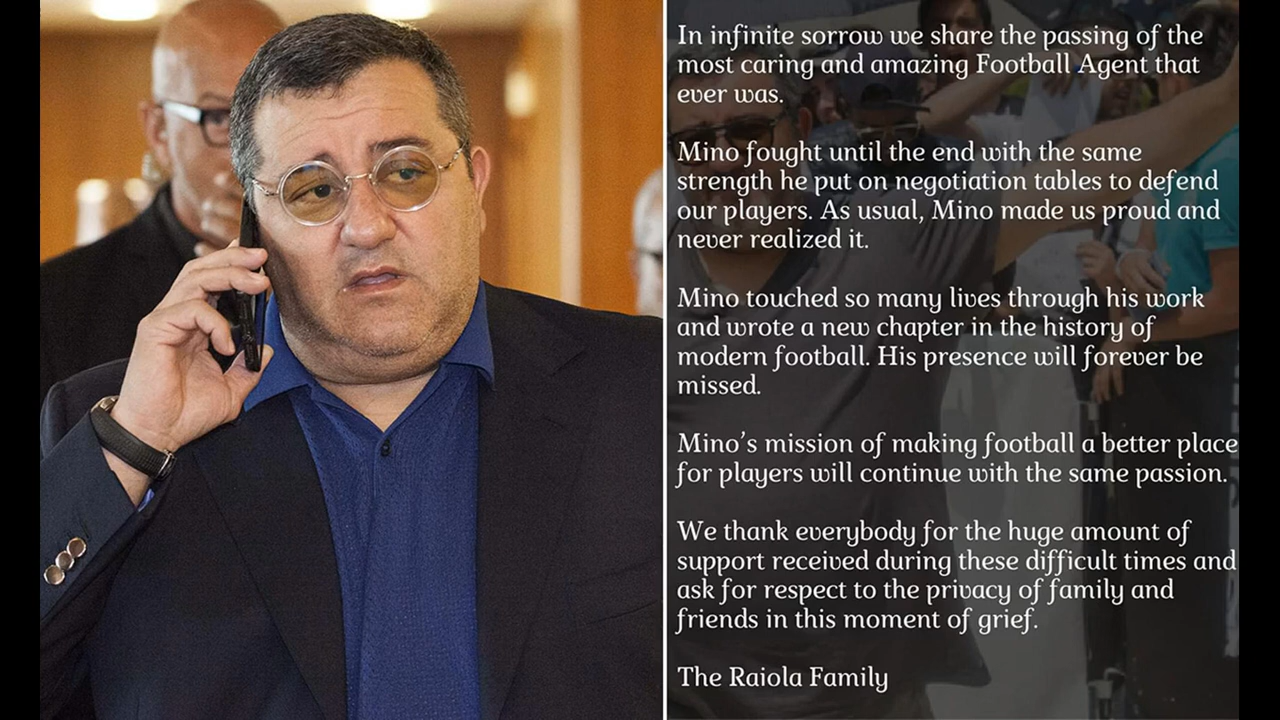 In infinite sorrow we share the passing of the
most caring and amazing Football Agent that
ever was.
Mino fought until the end with the same
strength he put on negotiation tables to defend
our players. As usual, Mino made us proud and
never realized it.
Mino touched so many lives through his work
and wrote a new chapter in the history of
modern football. His presence will forever be
missed.
Mino’s mission of making football a better place
for players will continue with the same passion.
We thank everybody for the huge amount of
support received during these difficult times and
ask for respect to the privacy of family and
friends in this moment of grief.
The Raiola Family